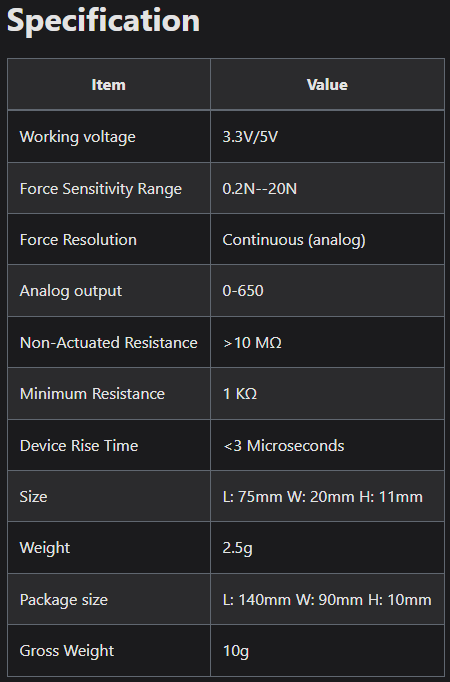 Specification
Item Value
Working voltage 3.3V/5V
Force Sensitivity Range 0.2N--20N
Force Resolution Continuous (analog)
Analog output 0-650
Non-Actuated Resistance >10 MΩ
Minimum Resistance 1 KΩ
Device Rise Time <3 Microseconds
Size L: 75mm W: 20mm H: 11mm
Weight 2.5g
Package size L: 140mm W: 90mm H: 10mm
Gross Weight 10g